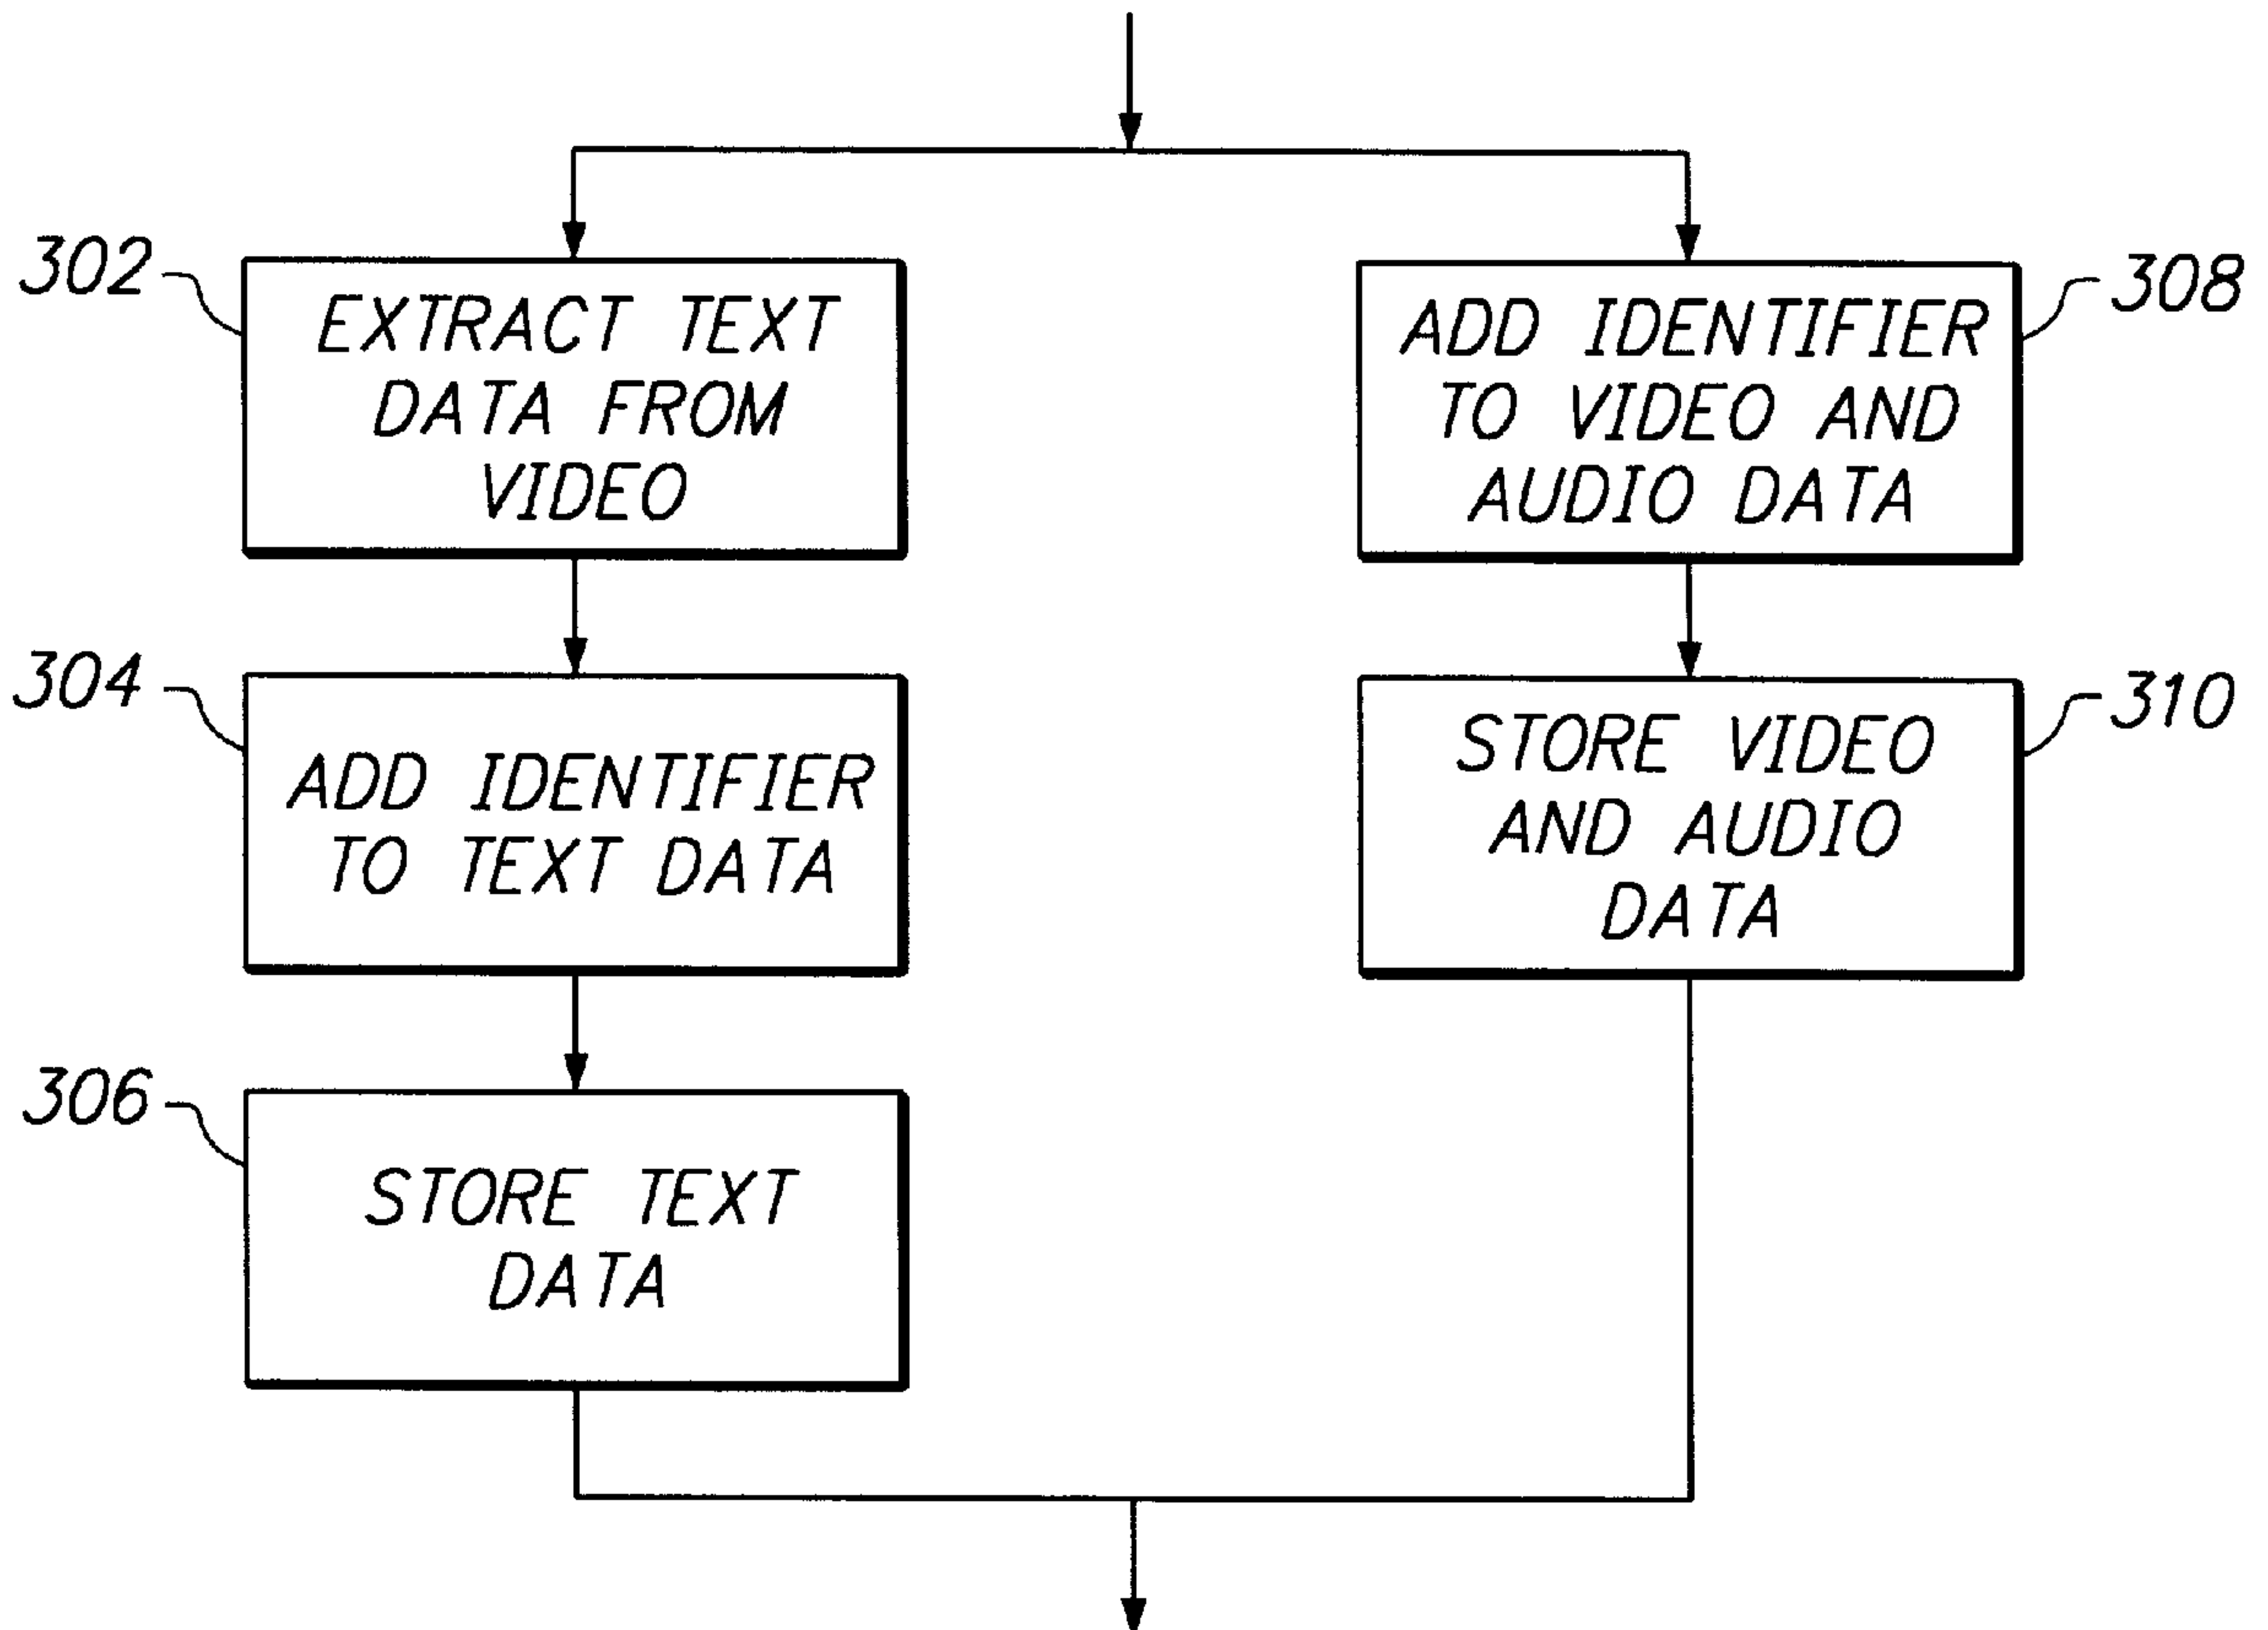 302
EXTRACT TEXT
DATA FROM
VIDEO
304
ADD IDENTIFIER
TO TEXT DATA
306
STORE TEXT
DATA
308
ADD IDENTIFIER
TO VIDEO AND
AUDIO DATA
310
STORE VIDEO
AND AUDIO
DATA